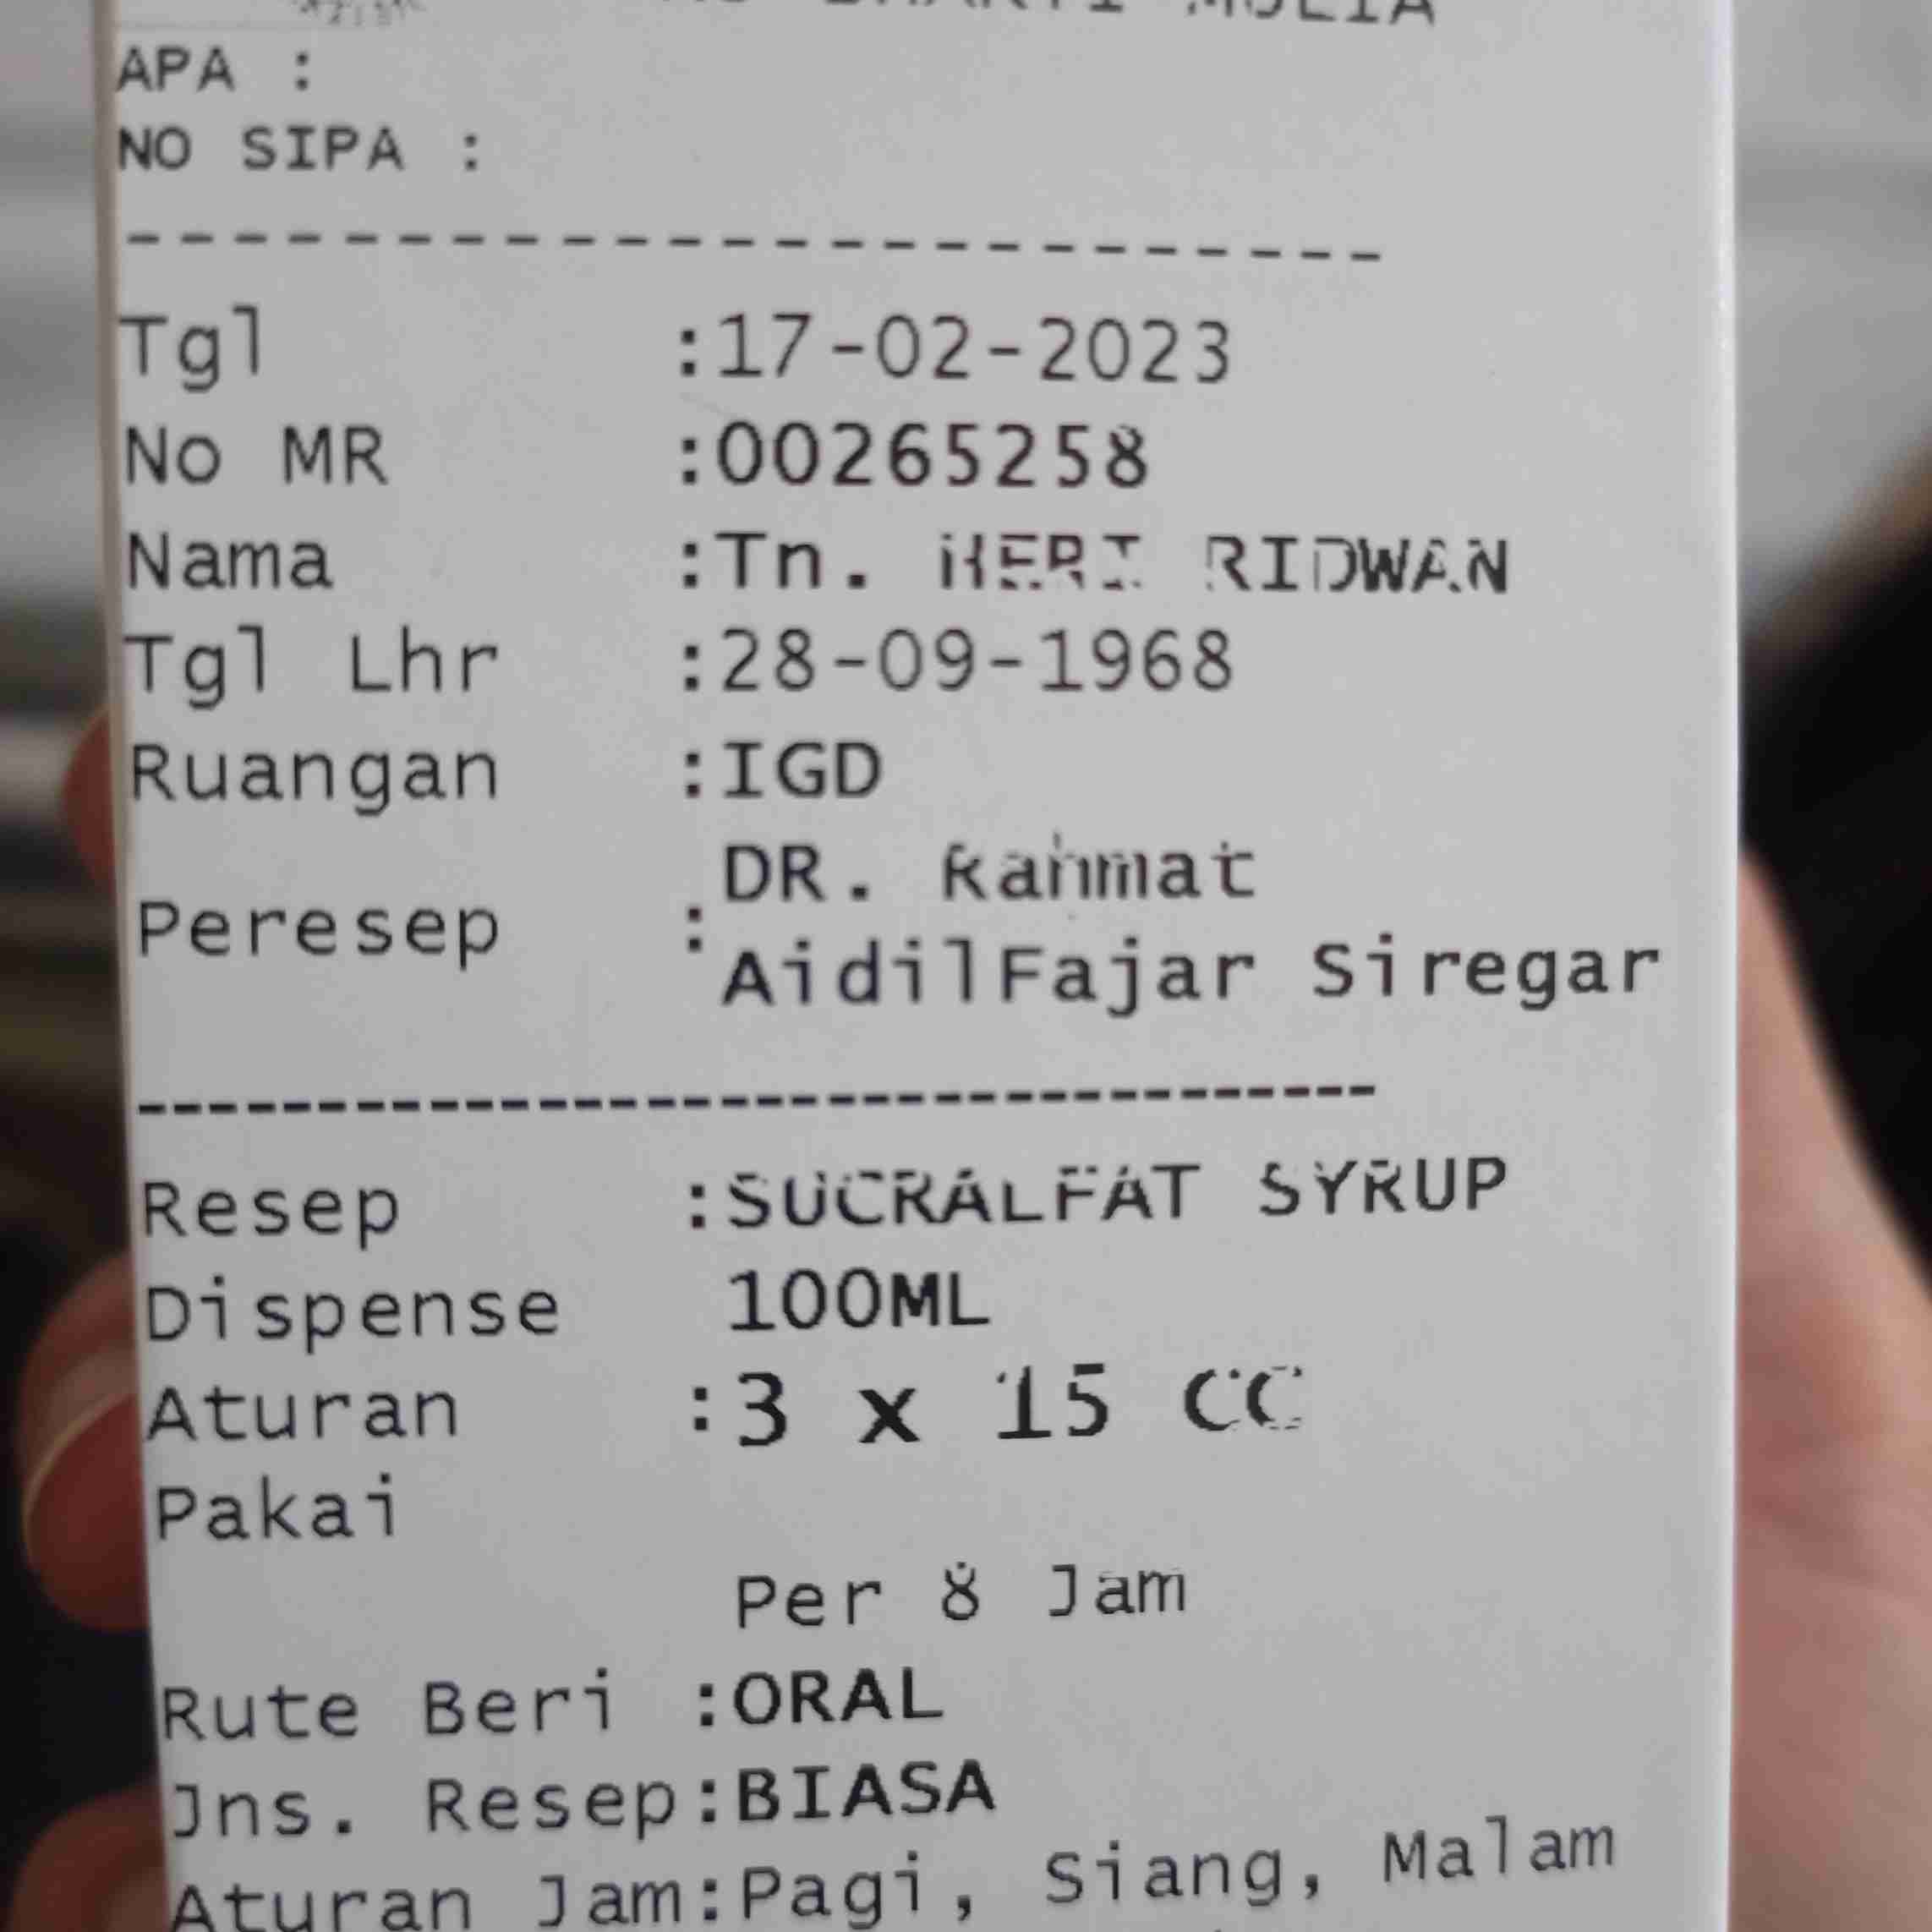 MULIA
APA :
NO SIPA :
Tgl :17-02-2023
No MR :00265258
Nama :Tn. HERI RIDWAN
Tgl Lhr :28-09-1968
Ruangan :IGD
Peresep : DR. Rahmat
AidilFajar Siregar
Resep :SUCRALFAT SYRUP
Dispense 100ML
Aturan :3 x 15 CC
Pakai
Per 8 Jam
Rute Beri :ORAL
Jns. Resep:BIASA
Aturan Jam:Pagi, Siang, Malam